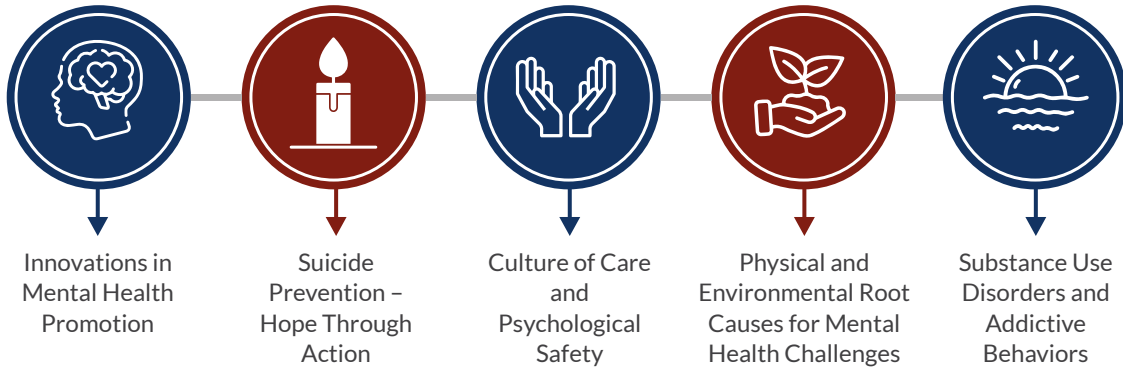 Innovations in
Mental Health
Promotion
Suicide
Prevention –
Hope Through
Action
Culture of Care
and
Psychological
Safety
Physical and
Environmental Root
Causes for Mental
Health Challenges
Substance Use
Disorders and
Addictive
Behaviors